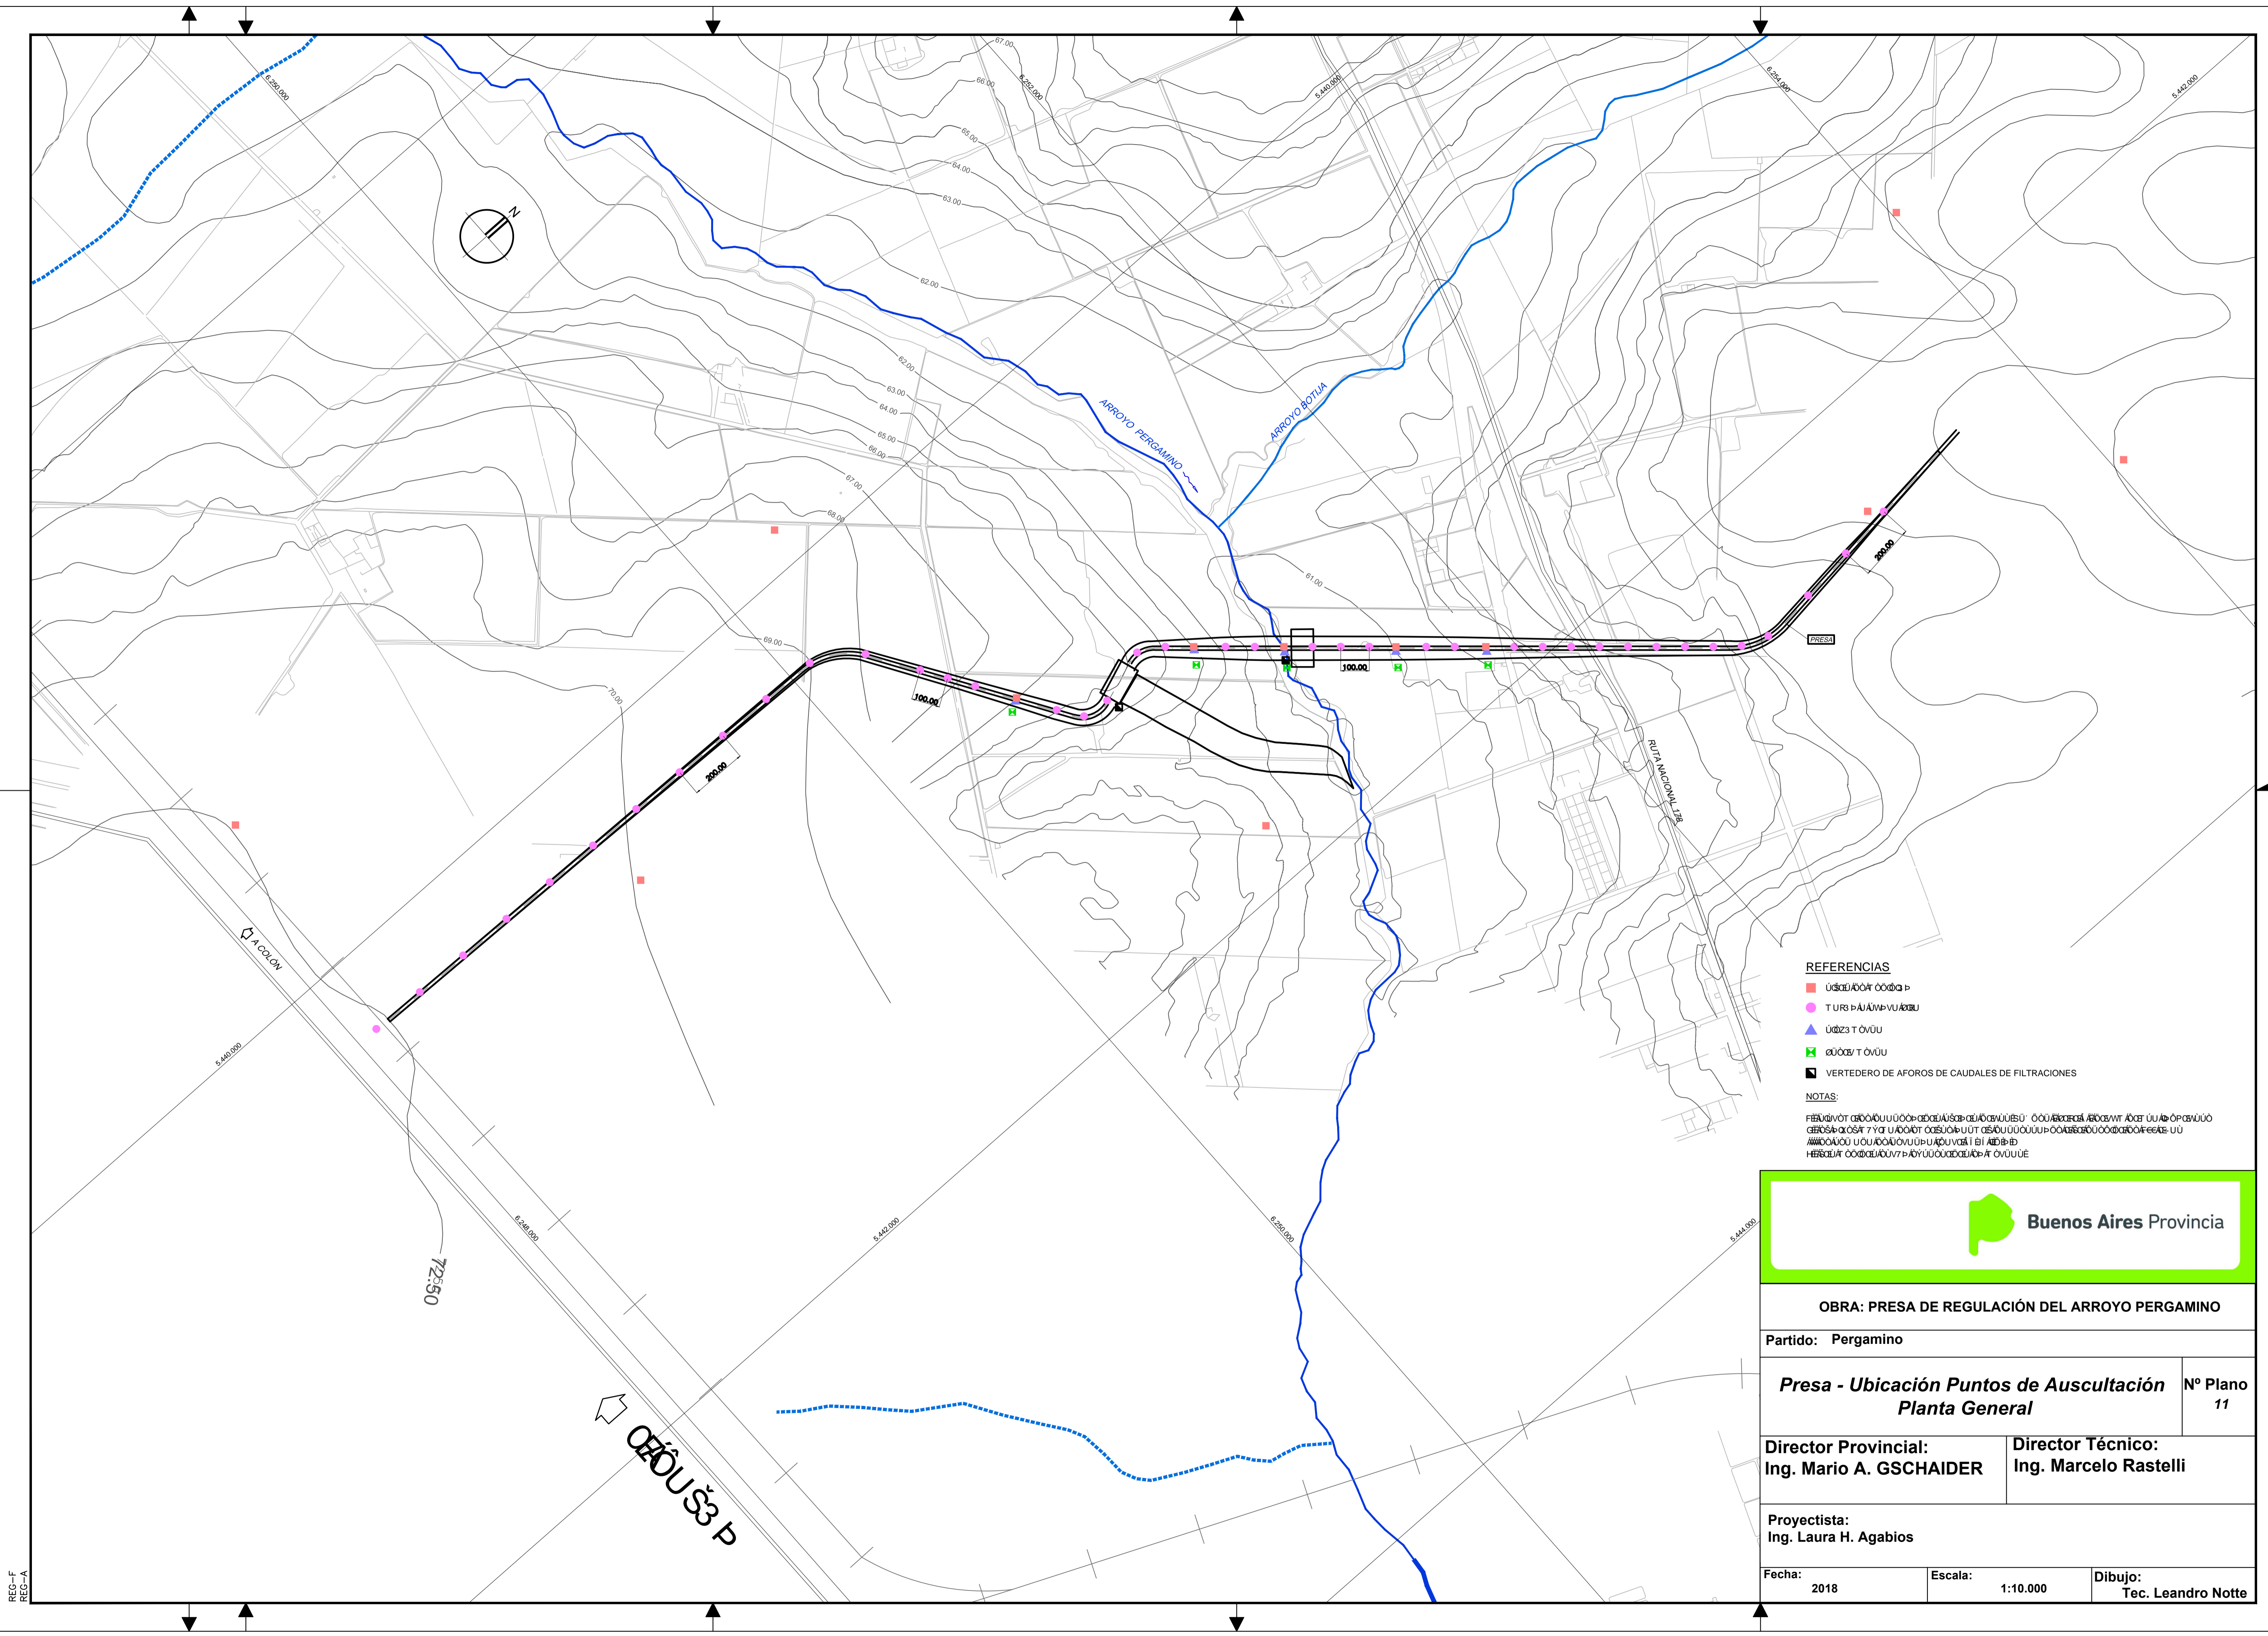 67.00
66.00
65.00
64.00
63.00
62.00
6.250.000
6.252.000
5.440.000
6.254.000
5.442.000
N
62.00
63.00
64.00
65.00
66.00
67.00
68.00
69.00
70.00
61.00
ARROYO PERGAMINO
ARROYO BOTIJA
PRESA
200.00
100.00
100.00
200.00
RUTA NACIONAL 178
A COLÓN
5.440.000
6.248.000
5.442.000
6.250.000
5.444.000
72.50
REFERENCIAS
VERTEDERO DE AFOROS DE CAUDALES DE FILTRACIONES
NOTAS:
Buenos Aires Provincia
OBRA: PRESA DE REGULACIÓN DEL ARROYO PERGAMINO
Partido: Pergamino
Presa - Ubicación Puntos de Auscultación
Planta General
Nº Plano
11
Director Provincial:
Ing. Mario A. GSCHAIDER
Director Técnico:
Ing. Marcelo Rastelli
Proyectista:
Ing. Laura H. Agabios
Fecha:
2018
Escala:
1:10.000
Dibujo:
Tec. Leandro Notte
REG-F
REG-A